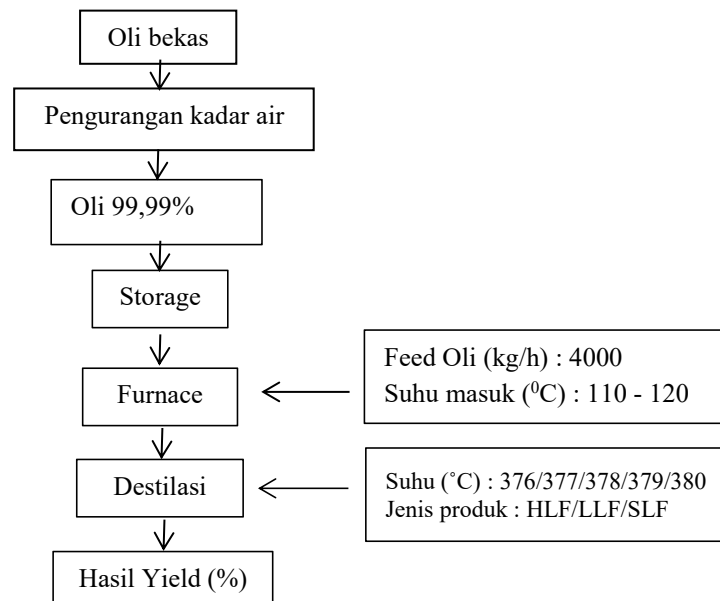 Oli bekas
Pengurangan kadar air
Oli 99,99%
Storage
Furnace
Feed Oli (kg/h) : 4000
Suhu masuk (⁰C) : 110 - 120
Destilasi
Suhu (˚C) : 376/377/378/379/380
Jenis produk : HLF/LLF/SLF
Hasil Yield (%)